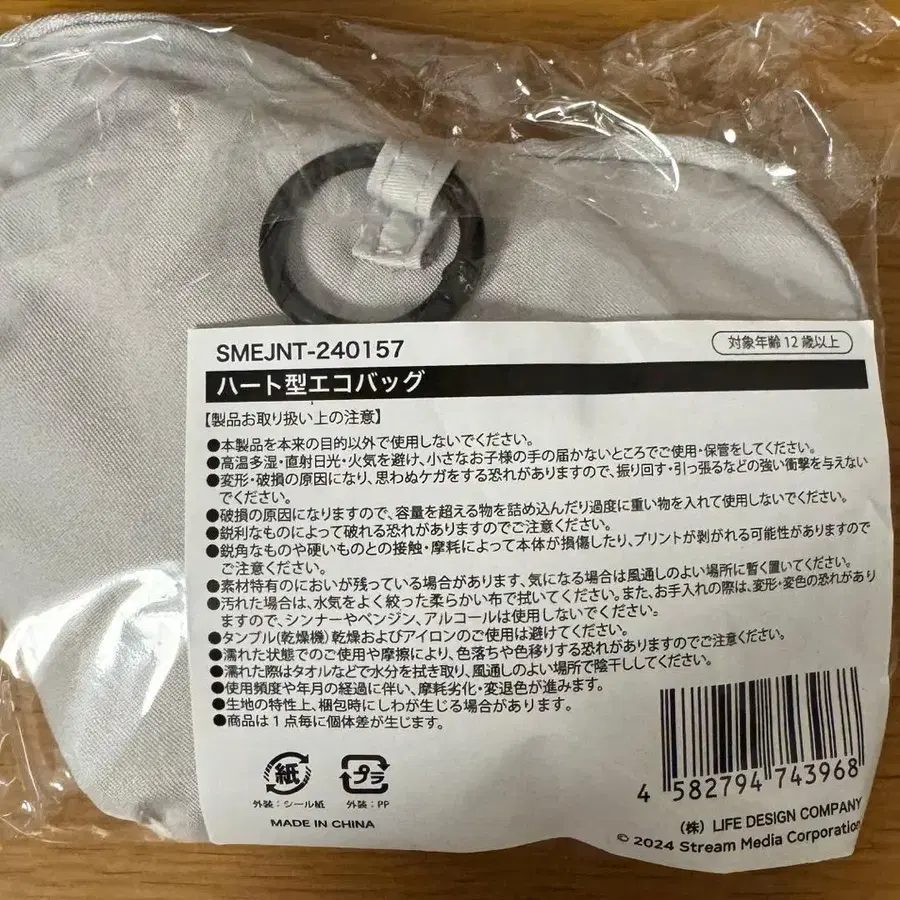 SMEJNT-240157
対象年齢12歳以上
ハート型エコバッグ
【製品お取り扱い上の注意】
●本製品を本来の目的以外で使用しないでください。
●高温多湿・直射日光・火気を避け、小さなお子様の手の届かないところでご使用・保管をしてください。
●変形・破損の原因になり、思わぬケガをする恐れがありますので、振り回す・引っ張るなどの強い衝撃を与えない
でください。
●破損の原因になりますので、容量を超える物を詰め込んだり過度に重い物を入れて使用しないでください。
●鋭利なものによって破れる恐れがありますのでご注意ください。
●鋭角なものや硬いものとの接触・摩耗によって本体が損傷したり、プリントが剥がれる可能性がありますので
ご注意ください。
●素材特有のにおいが残っている場合があります、気になる場合は風通しのよい場所に暫く置いてください。
●汚れた場合は、水気をよく絞った柔らかい布で拭いてください。また、お手入れの際は、変形・変色の恐れがあり
ますので、シンナーやベンジン、アルコールは使用しないでください。
●タンブル(乾燥機)乾燥およびアイロンのご使用は避けてください。
●濡れた状態でのご使用や摩擦により、色落ちや色移りする恐れがありますのでご注意ください。
●濡れた際はタオルなどで水分を拭き取り、風通しのよい場所で陰干ししてください。
●使用頻度や年月の経過に伴い、摩耗劣化・変退色が進みます。
●生地の特性上、梱包時にしわが生じる場合があります。
●商品は1点毎に個体差が生じます。
紙
プラ
外装：シール紙
外装：PP
MADE IN CHINA
4 582794 743968
(株) LIFE DESIGN COMPANY
© 2024 Stream Media Corporation